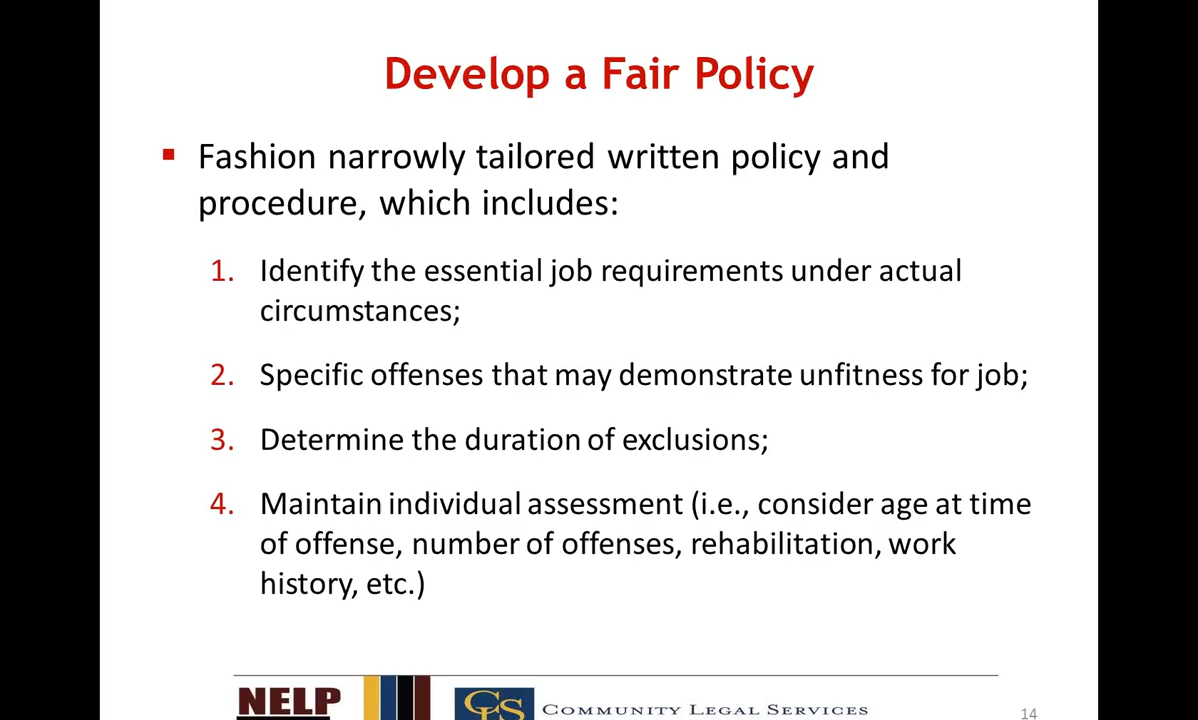 Develop a Fair Policy
▪ Fashion narrowly tailored written policy and
procedure, which includes:
1. Identify the essential job requirements under actual
circumstances;
2. Specific offenses that may demonstrate unfitness for job;
3. Determine the duration of exclusions;
4. Maintain individual assessment (i.e., consider age at time
of offense, number of offenses, rehabilitation, work
history, etc.)
NELP
CLS COMMUNITY LEGAL SERVICES
14